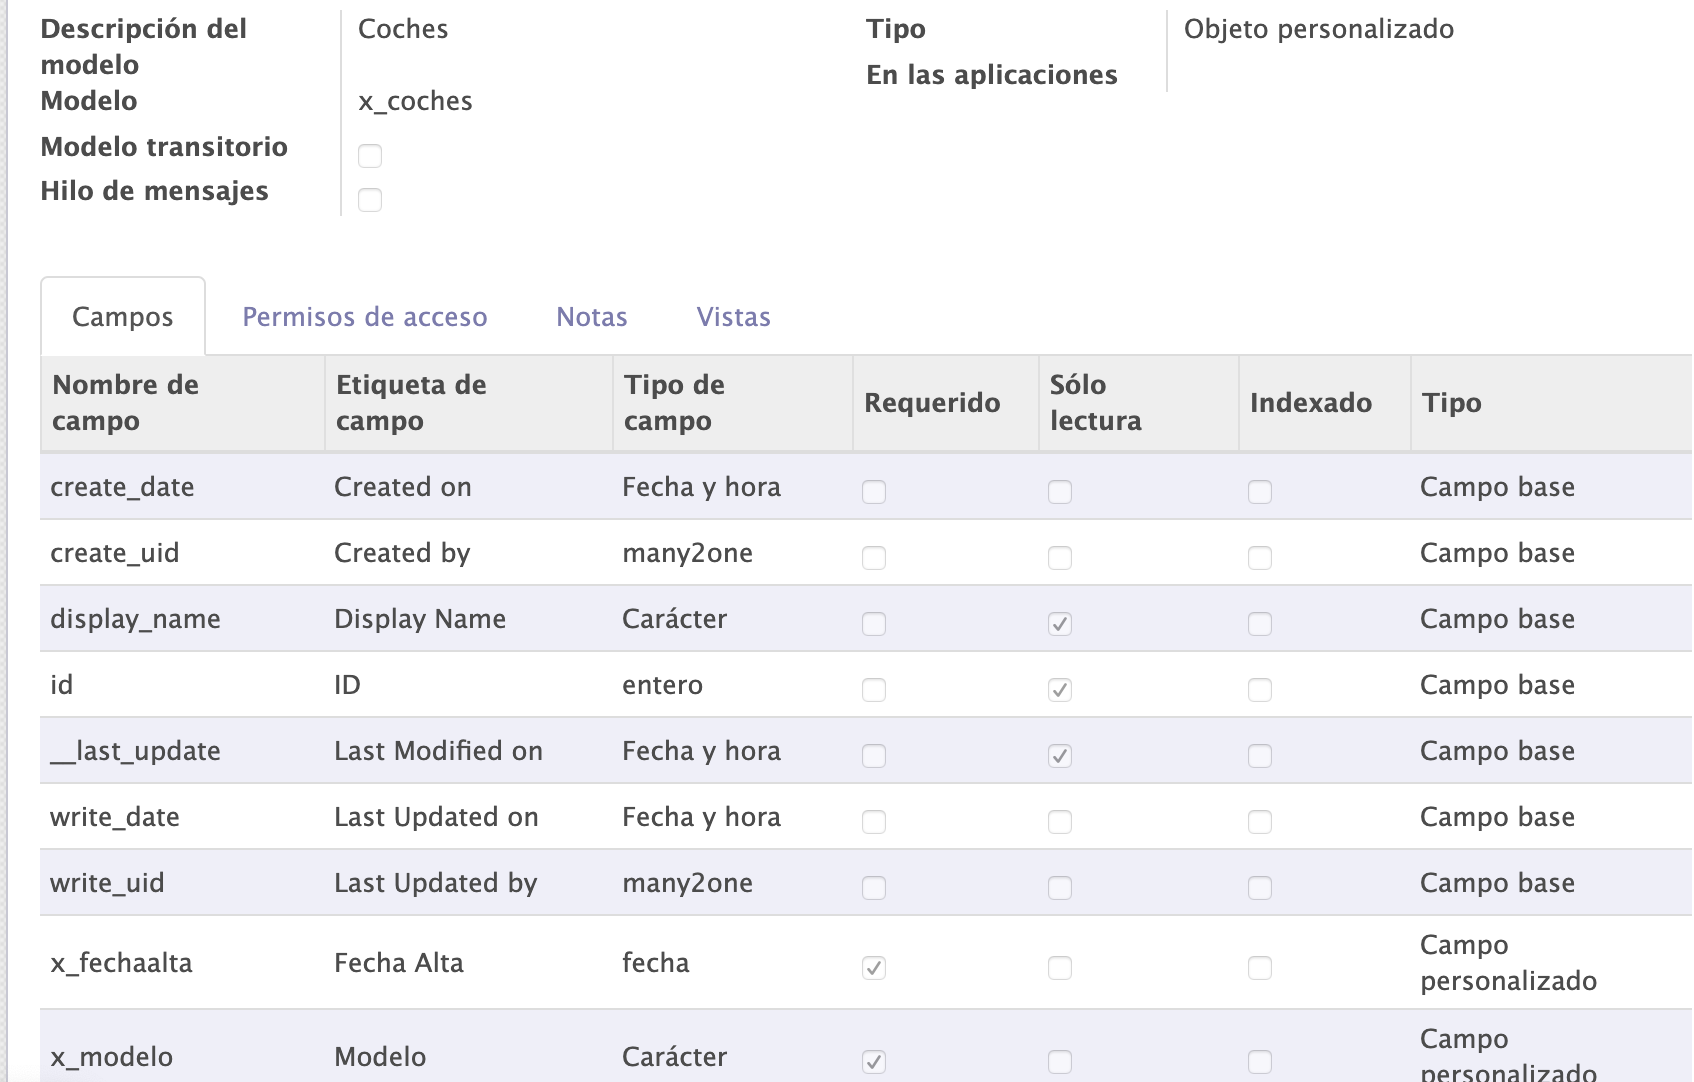 Descripción del modelo Coches
Modelo x_coches
Modelo transitorio
Hilo de mensajes
Tipo Objeto personalizado
En las aplicaciones
Campos Permisos de acceso Notas Vistas
Nombre de campo Etiqueta de campo Tipo de campo Requerido Sólo lectura Indexado Tipo
create_date Created on Fecha y hora Campo base
create_uid Created by many2one Campo base
display_name Display Name Carácter Campo base
id ID entero Campo base
__last_update Last Modified on Fecha y hora Campo base
write_date Last Updated on Fecha y hora Campo base
write_uid Last Updated by many2one Campo base
x_fechaalta Fecha Alta fecha Campo personalizado
x_modelo Modelo Carácter Campo personalizado